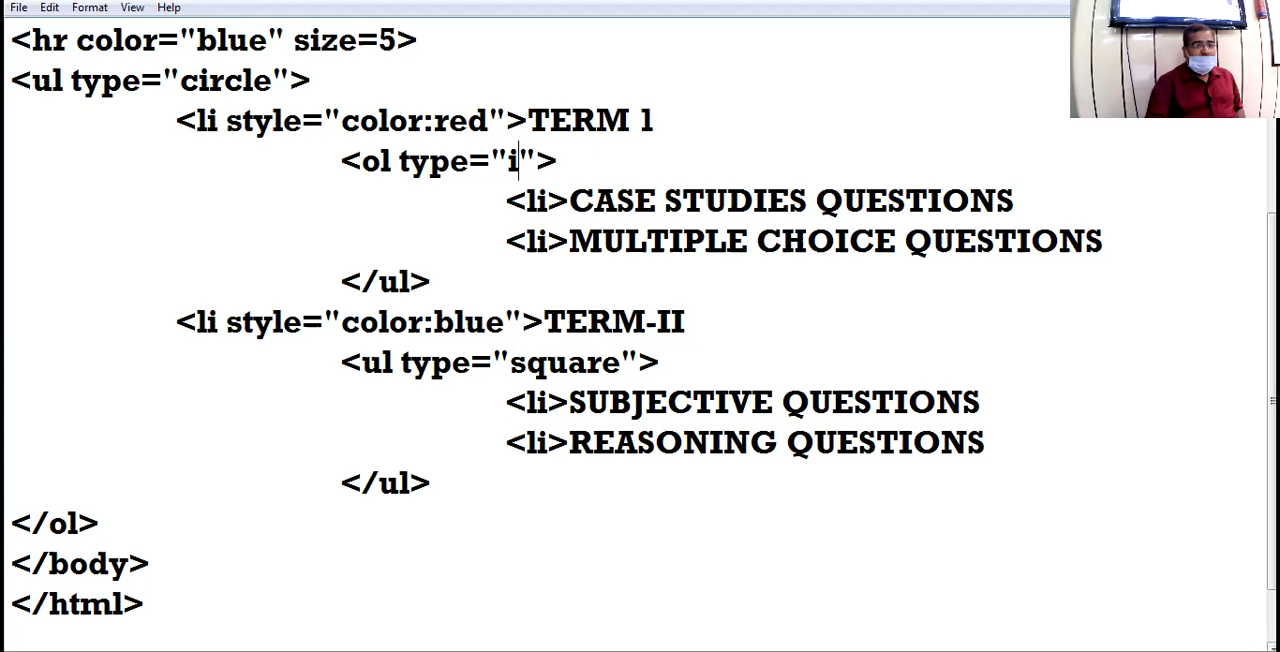 File Edit Format View Help
<hr color="blue" size=5>
<ul type="circle">
<li style="color:red">TERM 1
<ol type="i">
<li>CASE STUDIES QUESTIONS
<li>MULTIPLE CHOICE QUESTIONS
</ul>
<li style="color:blue">TERM-II
<ul type="square">
<li>SUBJECTIVE QUESTIONS
<li>REASONING QUESTIONS
</ul>
</ol>
</body>
</html>